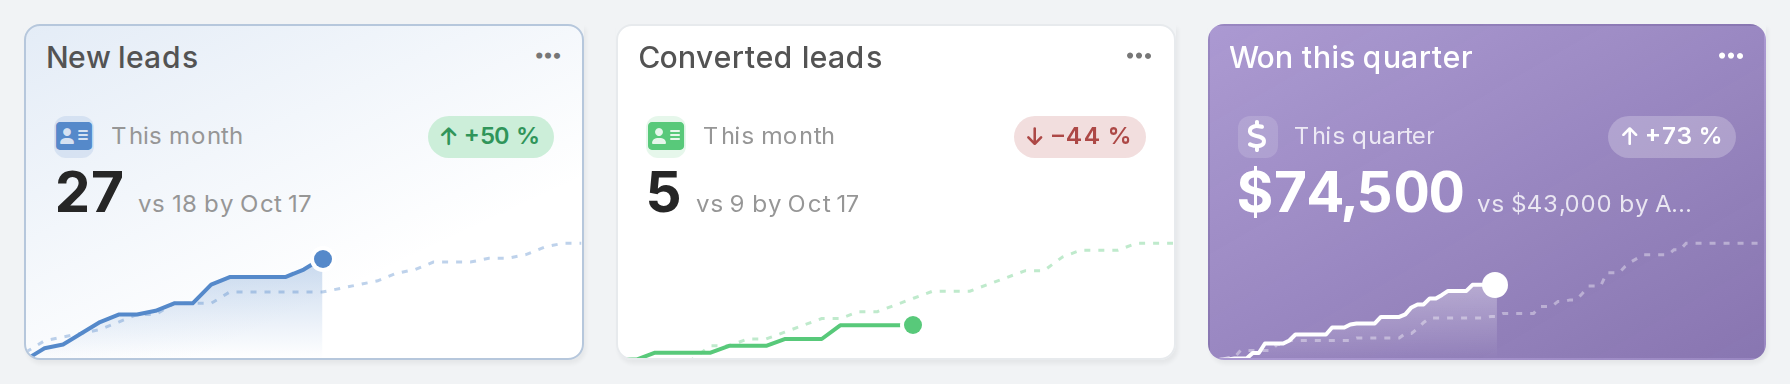 New leads
This month
+50 %
27 vs 18 by Oct 17
Converted leads
This month
−44 %
5 vs 9 by Oct 17
Won this quarter
$ This quarter
+73 %
$74,500 vs $43,000 by A...